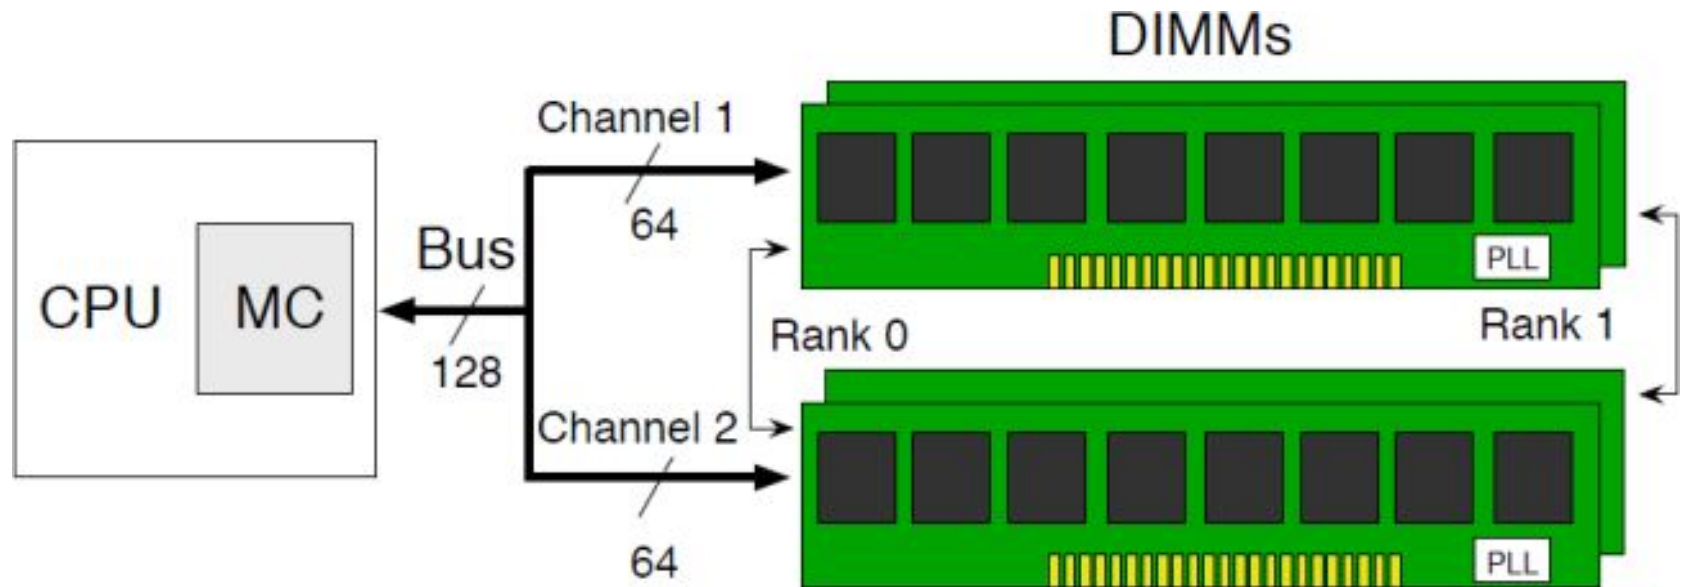 DIMMs
Channel 1
64
Bus
128
CPU
MC
PLL
Rank 0
Rank 1
Channel 2
64
PLL